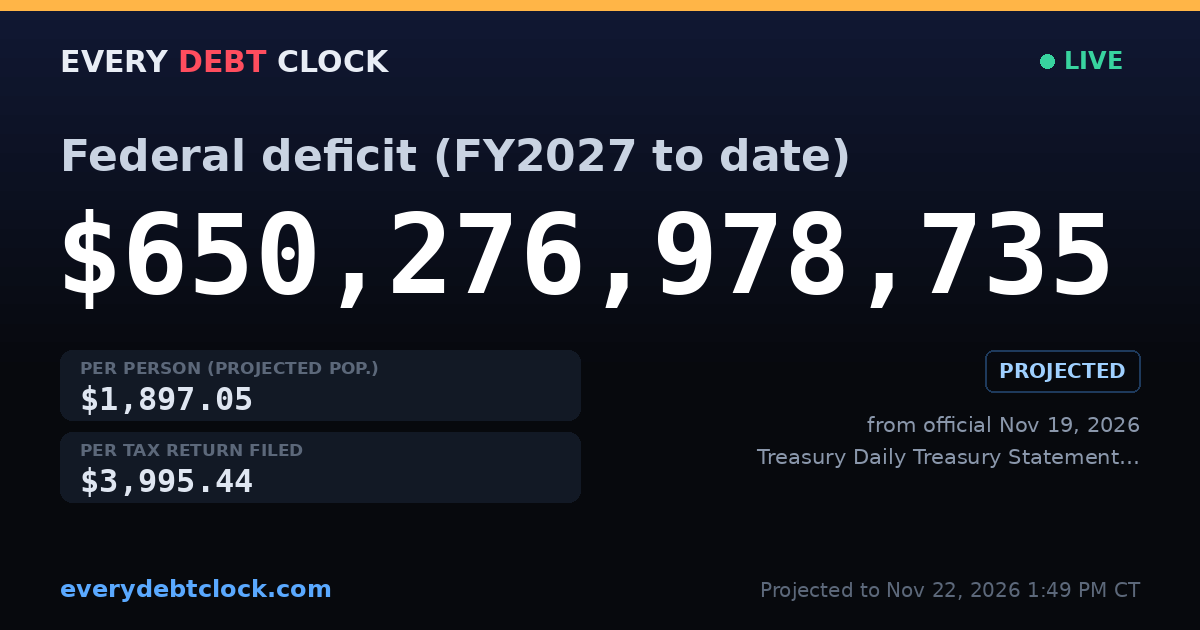 EVERY DEBT CLOCK
LIVE
Federal deficit (FY2027 to date)
$650,276,978,735
PER PERSON (PROJECTED POP.)
$1,897.05
PER TAX RETURN FILED
$3,995.44
PROJECTED
from official Nov 19, 2026
Treasury Daily Treasury Statement…
everydebtclock.com
Projected to Nov 22, 2026 1:49 PM CT